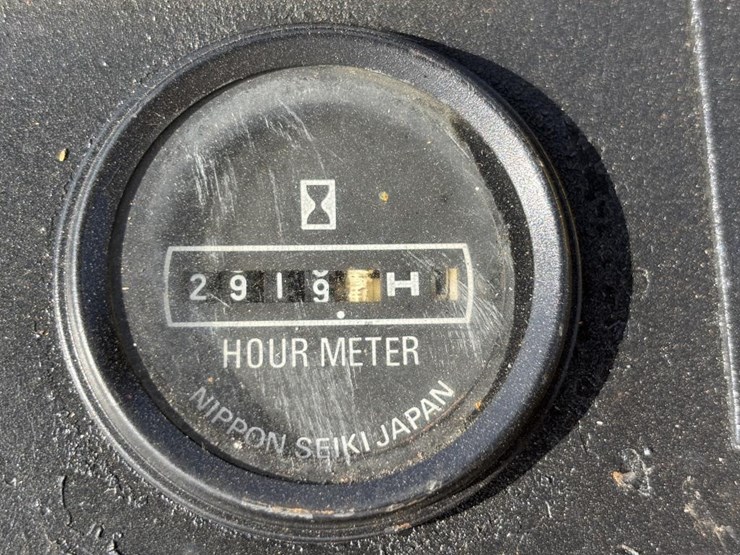 2919 H
HOUR METER
NIPPON SEIKI JAPAN